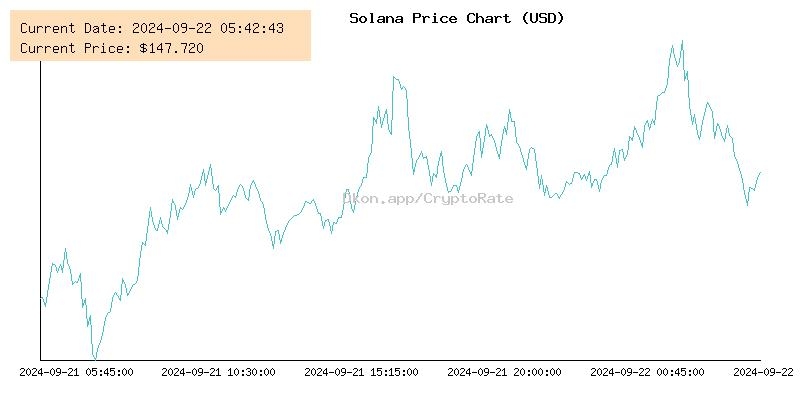 Solana Price Chart (USD)
Current Date: 2024-09-22 05:42:43
Current Price: $147.720
Ukon.app/CryptoRate
2024-09-21 05:45:00
2024-09-21 10:30:00
2024-09-21 15:15:00
2024-09-21 20:00:00
2024-09-22 00:45:00
2024-09-22